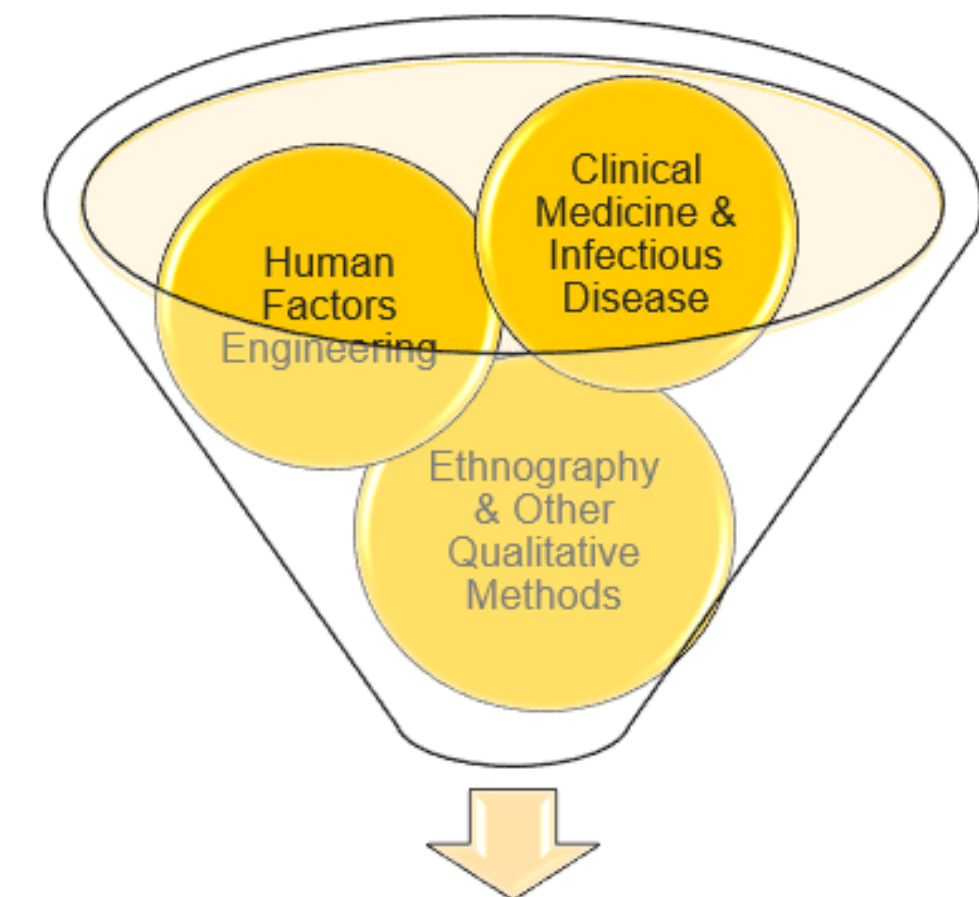 Human
Factors
Engineering
Clinical
Medicine &
Infectious
Disease
Ethnography
& Other
Qualitative
Methods